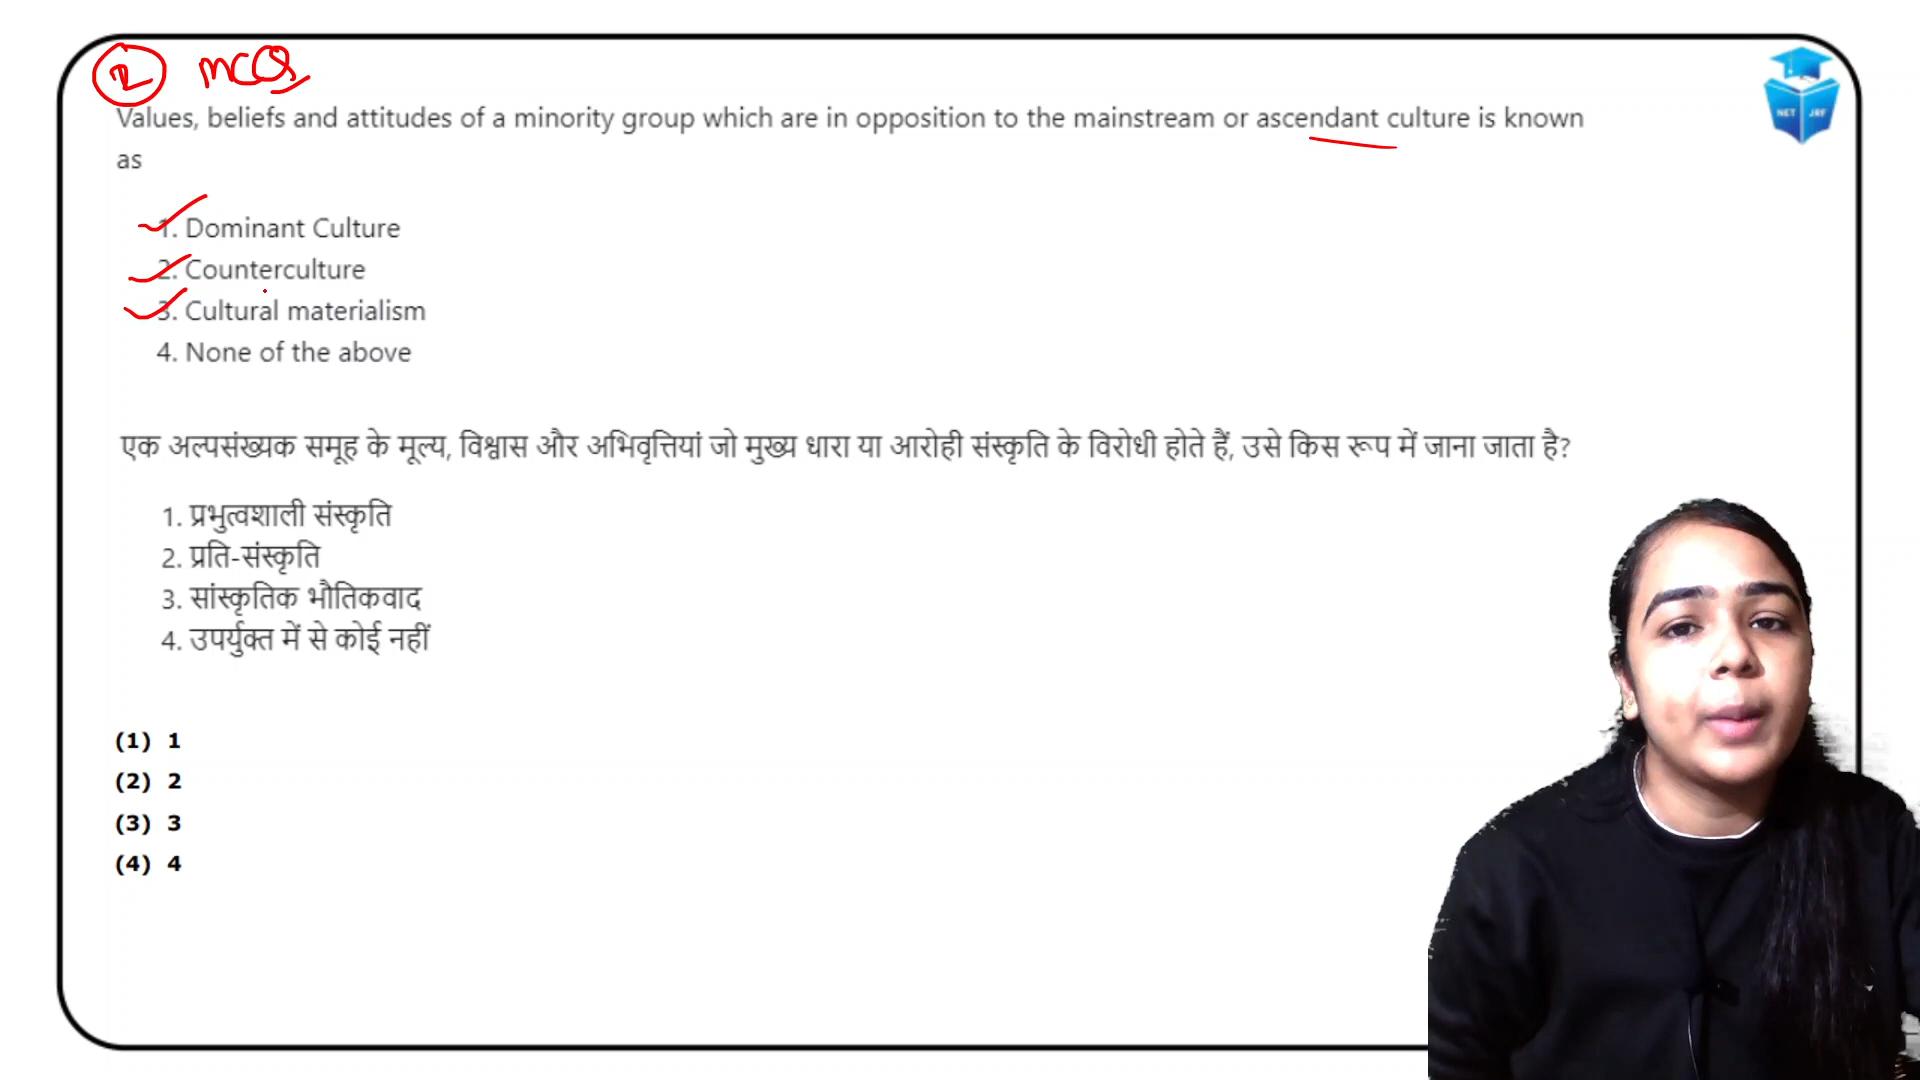 2 MCQs
NET JRF
Values, beliefs and attitudes of a minority group which are in opposition to the mainstream or ascendant culture is known
as
1. Dominant Culture
2. Counterculture
3. Cultural materialism
4. None of the above
एक अल्पसंख्यक समूह के मूल्य, विश्वास और अभिवृत्तियां जो मुख्य धारा या आरोही संस्कृति के विरोधी होते हैं, उसे किस रूप में जाना जाता है?
1. प्रभुत्वशाली संस्कृति
2. प्रति-संस्कृति
3. सांस्कृतिक भौतिकवाद
4. उपर्युक्त में से कोई नहीं
(1) 1
(2) 2
(3) 3
(4) 4